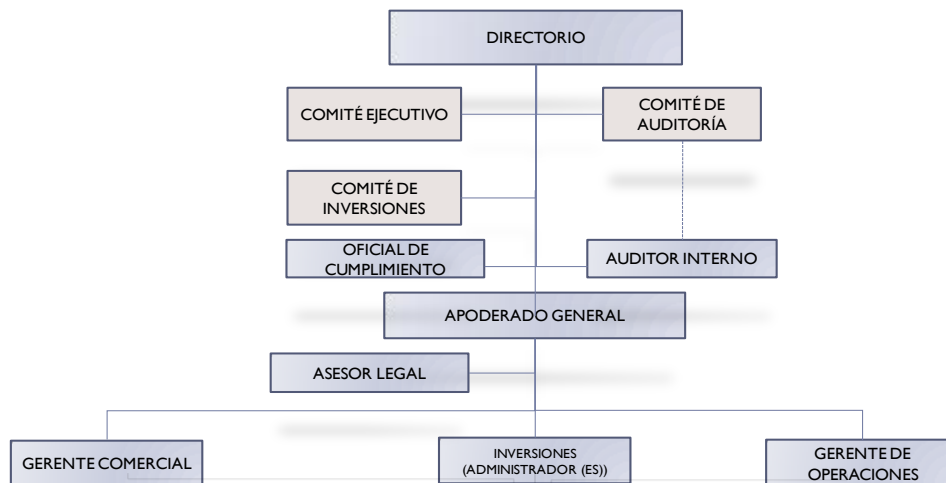 DIRECTORIO
COMITÉ EJECUTIVO
COMITÉ DE
AUDITORÍA
COMITÉ DE
INVERSIONES
OFICIAL DE
CUMPLIMIENTO
AUDITOR INTERNO
APODERADO GENERAL
ASESOR LEGAL
GERENTE COMERCIAL
INVERSIONES
(ADMINISTRADOR (ES))
GERENTE DE
OPERACIONES